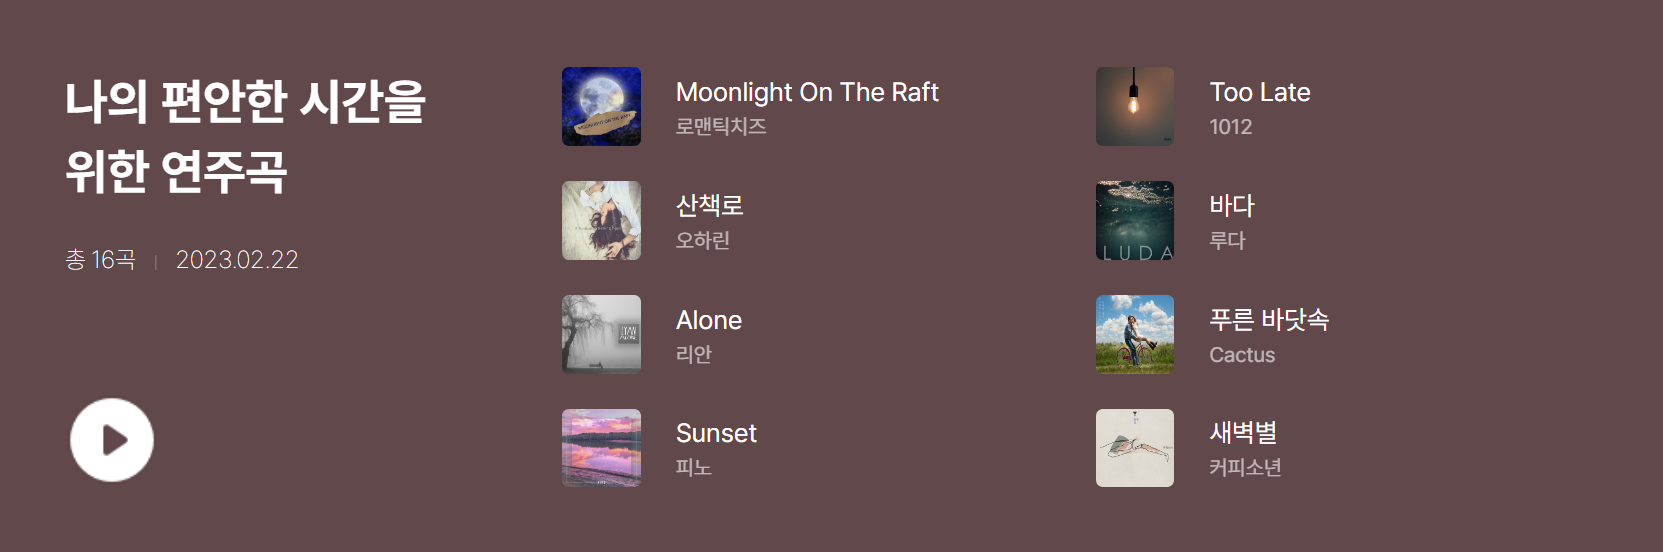 나의 편안한 시간을
위한 연주곡
총 16곡 | 2023.02.22
Moonlight On The Raft
로맨틱치즈
산책로
오하린
Alone
리안
Sunset
피노
Too Late
1012
바다
루다
LUDA
푸른 바닷속
Cactus
새벽별
커피소년